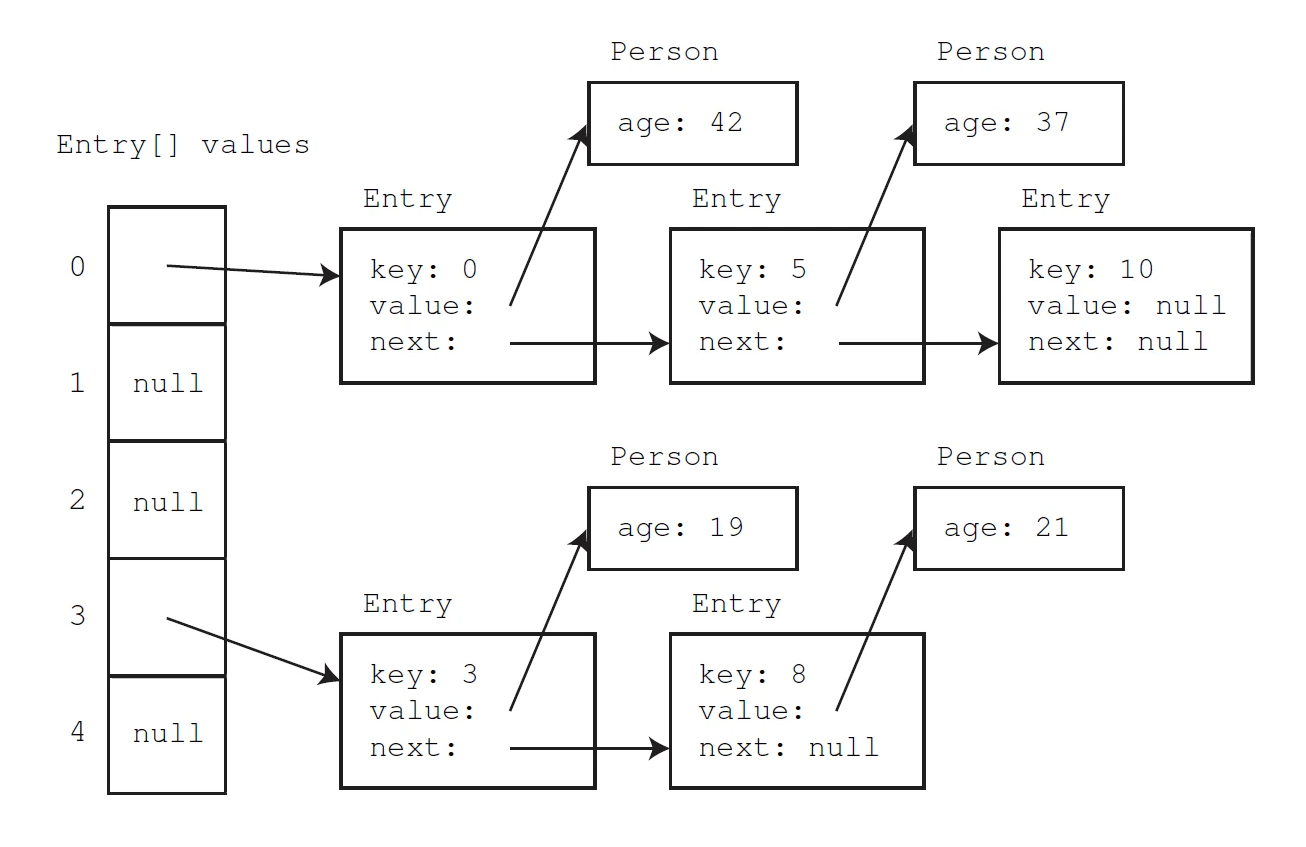 Person
Person
age: 42
age: 37
Entry[] values
Entry
Entry
Entry
0
key: 0
value:
next:
key: 5
value:
next:
key: 10
value: null
next: null
1
null
2
null
Person
Person
age: 19
age: 21
3
Entry
Entry
key: 3
value:
next:
key: 8
value:
next: null
4
null